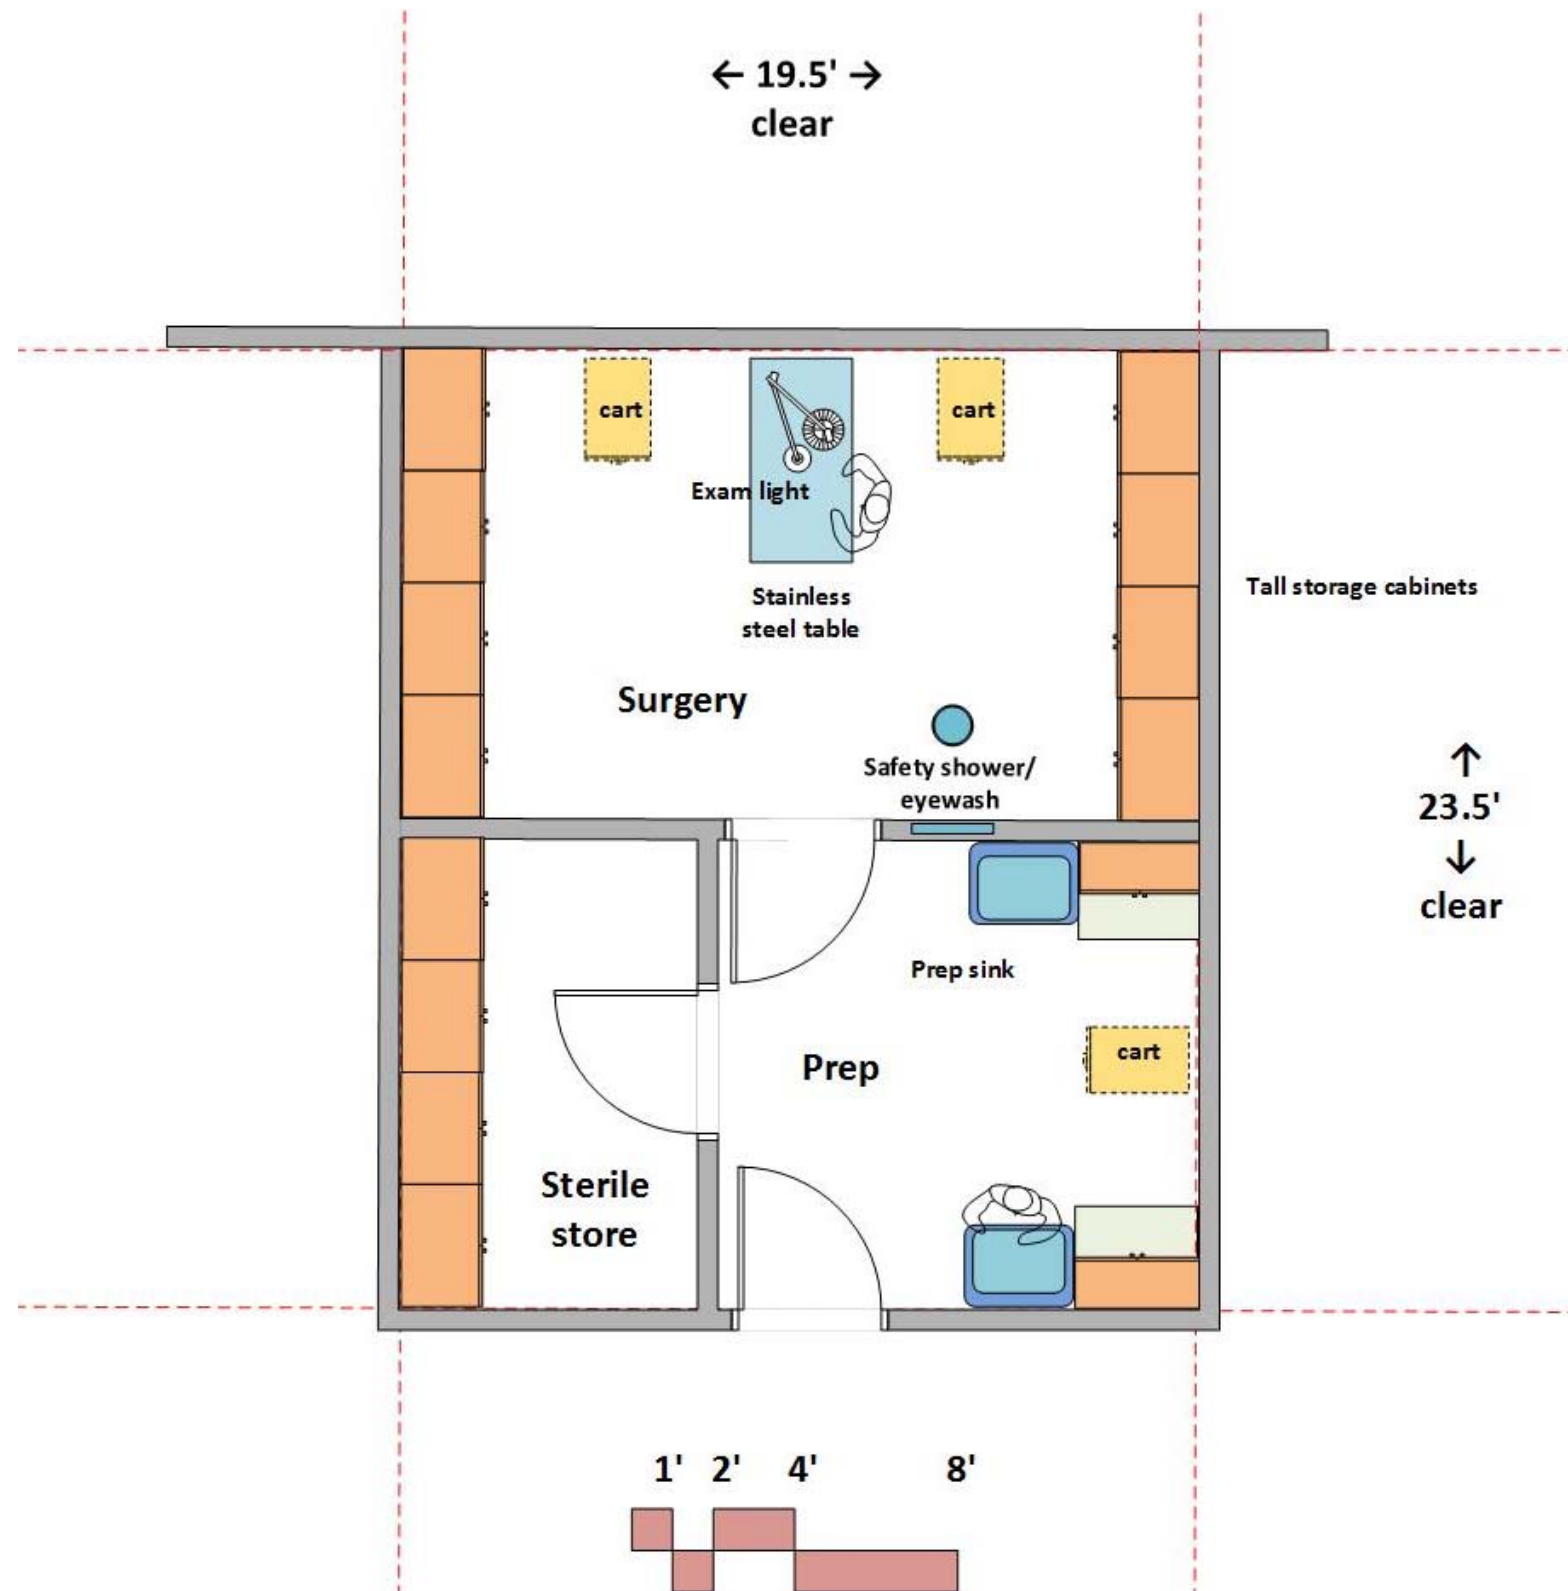 ← 19.5' →
clear
cart
cart
Exam light
Tall storage cabinets
Stainless
steel table
Surgery
Safety shower/
eyewash
↑
23.5'
↓
clear
Prep sink
cart
Prep
Sterile
store
1' 2' 4' 8'